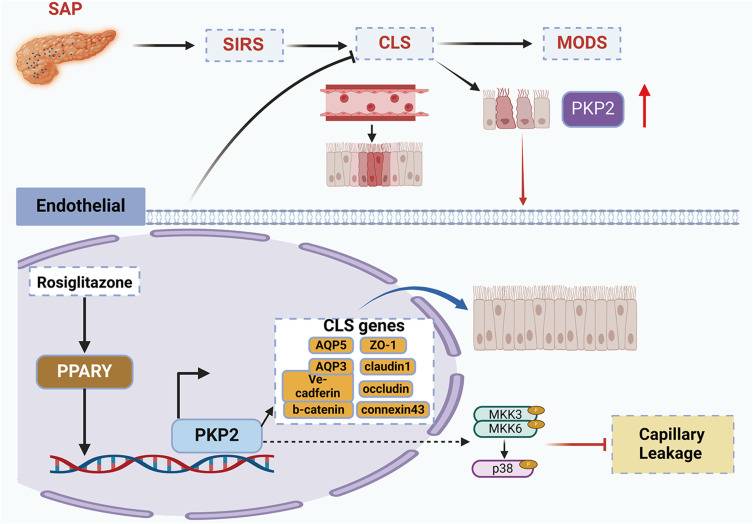 SAP
SIRS
CLS
MODS
PKP2
Endothelial
Rosiglitazone
PPARY
PKP2
CLS genes
AQP5
ZO-1
AQP3
claudin1
Ve-
cadferin
occludin
b-catenin
connexin43
MKK3
P
MKK6
P
p38
P
Capillary
Leakage